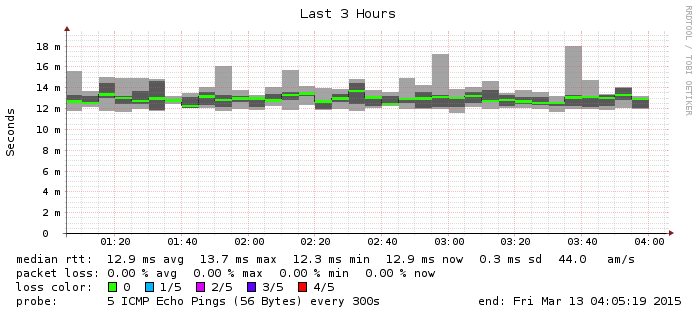 Last 3 Hours
RRDTOOL / TOBI OETIKER
Seconds
18 m
16 m
14 m
12 m
10 m
8 m
6 m
4 m
2 m
0
01:20 01:40 02:00 02:20 02:40 03:00 03:20 03:40 04:00
median rtt: 12.9 ms avg 13.7 ms max 12.3 ms min 12.9 ms now 0.3 ms sd 44.0 am/s
packet loss: 0.00 % avg 0.00 % max 0.00 % min 0.00 % now
loss color: 0 1/5 2/5 3/5 4/5
probe: 5 ICMP Echo Pings (56 Bytes) every 300s end: Fri Mar 13 04:05:19 2015